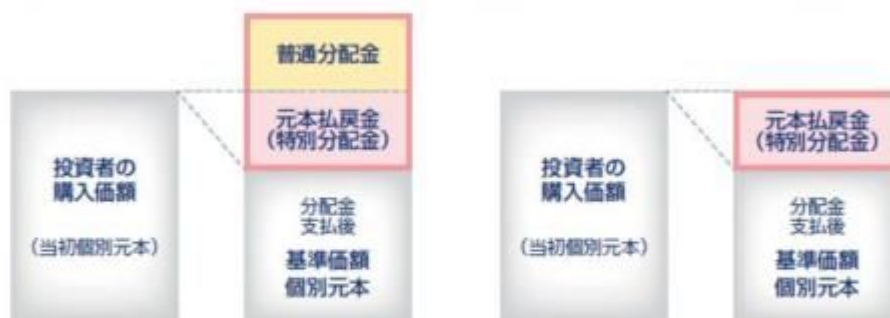 普通分配金
元本払戻金
（特別分配金）
投資者の
購入価額
（当初個別元本）
分配金
支払後
基準価額
個別元本
元本払戻金
（特別分配金）
投資者の
購入価額
（当初個別元本）
分配金
支払後
基準価額
個別元本